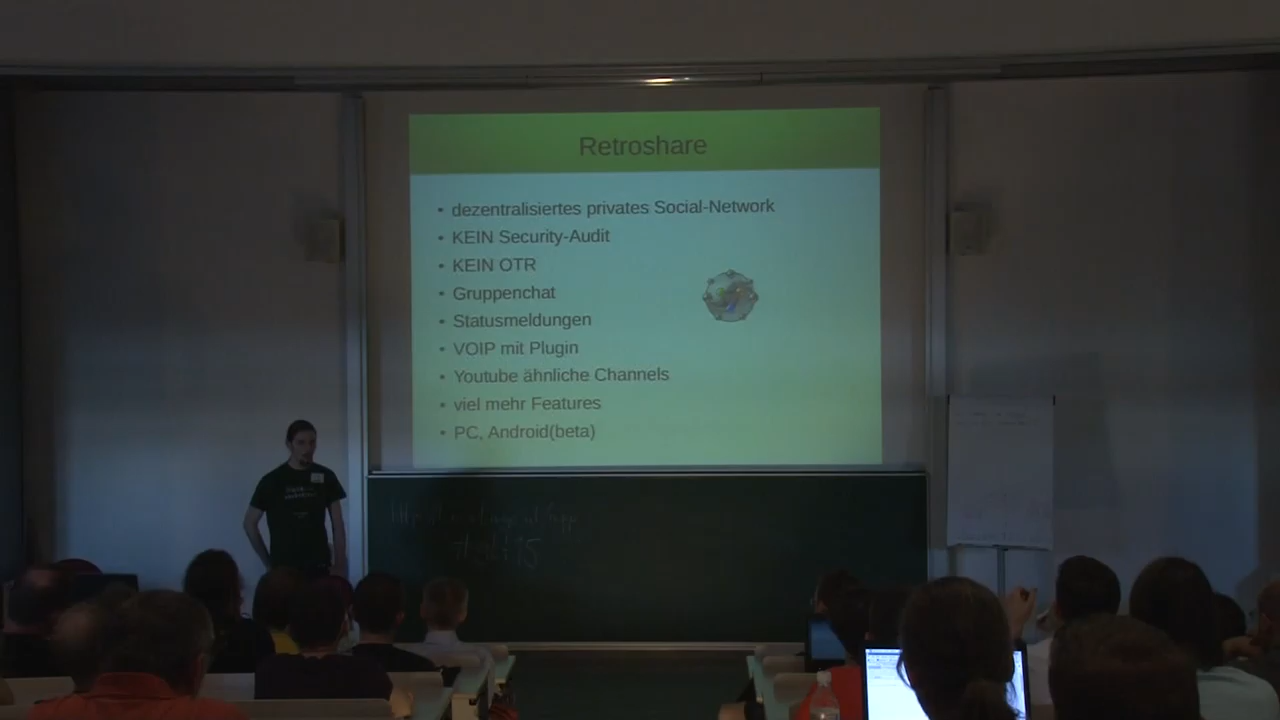 Retroshare
• dezentralisiertes privates Social-Network
• KEIN Security-Audit
• KEIN OTR
• Gruppenchat
• Statusmeldungen
• VOIP mit Plugin
• Youtube ähnliche Channels
• viel mehr Features
• PC, Android(beta)